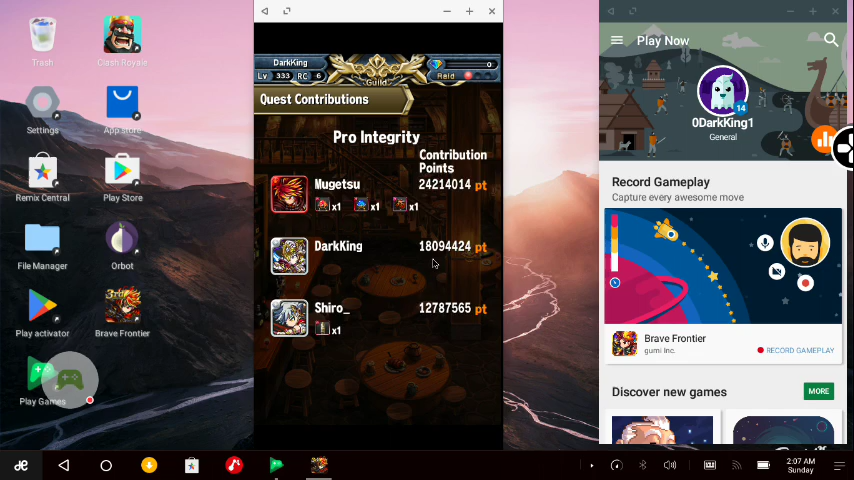 Trash
Clash Royale
Settings
App store
Remix Central
Play Store
File Manager
Orbot
Play activator
Brave Frontier
Play Games
DarkKing
Lv 333 RC 6
Guild
0
Raid
Quest Contributions
Pro Integrity
Contribution
Points
Mugetsu 24214014 pt
x1 x1 x1
DarkKing 18094424 pt
Shiro_ 12787565 pt
x1
Play Now
14
0DarkKing1
General
Record Gameplay
Capture every awesome move
Brave Frontier
gumi Inc.
RECORD GAMEPLAY
Discover new games
MORE
2:07 AM
Sunday